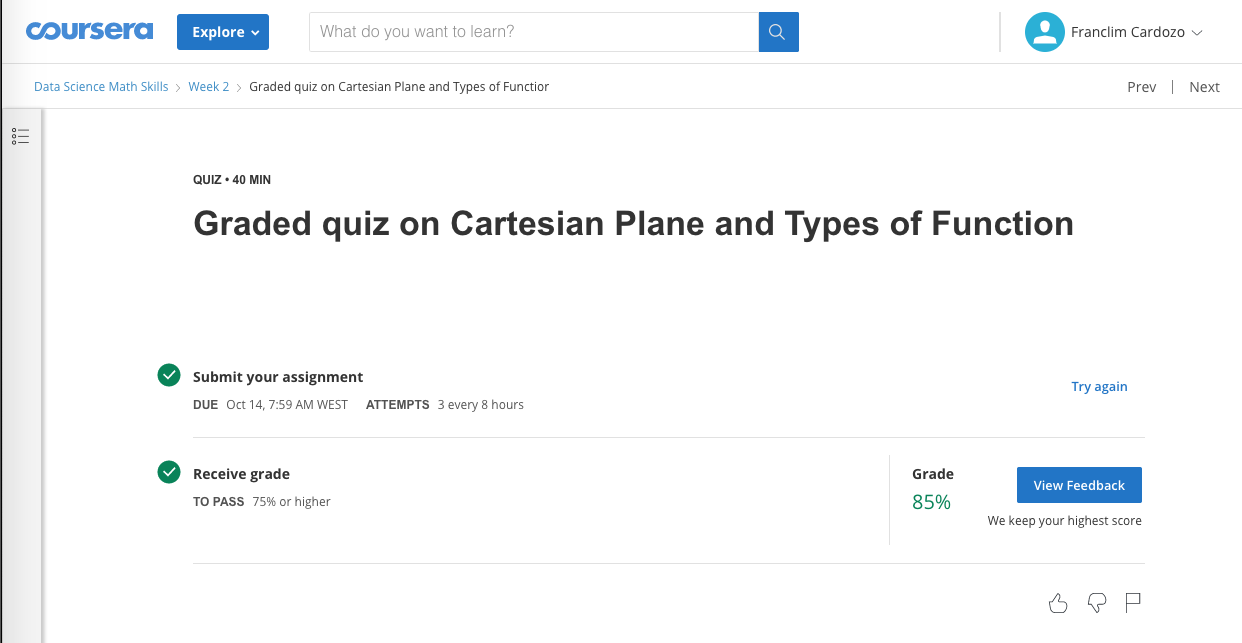 coursera
Explore
What do you want to learn?
Franclim Cardozo
Data Science Math Skills > Week 2 > Graded quiz on Cartesian Plane and Types of Functior
Prev | Next
QUIZ • 40 MIN
Graded quiz on Cartesian Plane and Types of Function
Submit your assignment
DUE Oct 14, 7:59 AM WEST ATTEMPTS 3 every 8 hours
Try again
Receive grade
TO PASS 75% or higher
Grade
85%
View Feedback
We keep your highest score